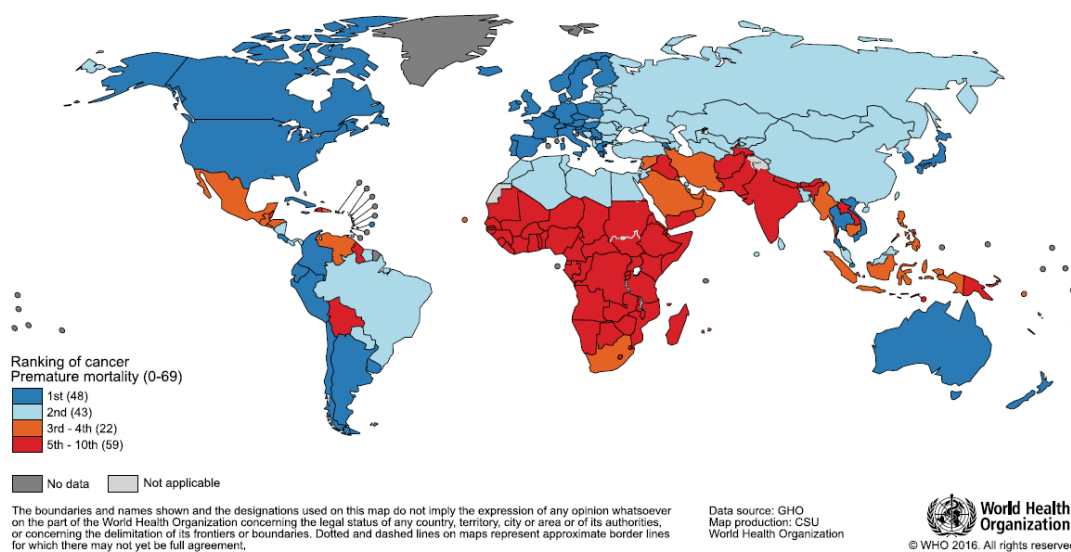 Ranking of cancer
Premature mortality (0-69)
1st (48)
2nd (43)
3rd - 4th (22)
5th - 10th (59)
No data
Not applicable
The boundaries and names shown and the designations used on this map do not imply the expression of any opinion whatsoever
on the part of the World Health Organization concerning the legal status of any country, territory, city or area or of its authorities,
or concerning the delimitation of its frontiers or boundaries. Dotted and dashed lines on maps represent approximate border lines
for which there may not yet be full agreement,
Data source: GHO
Map production: CSU
World Health Organization
World Health
Organization
© WHO 2016. All rights reserved